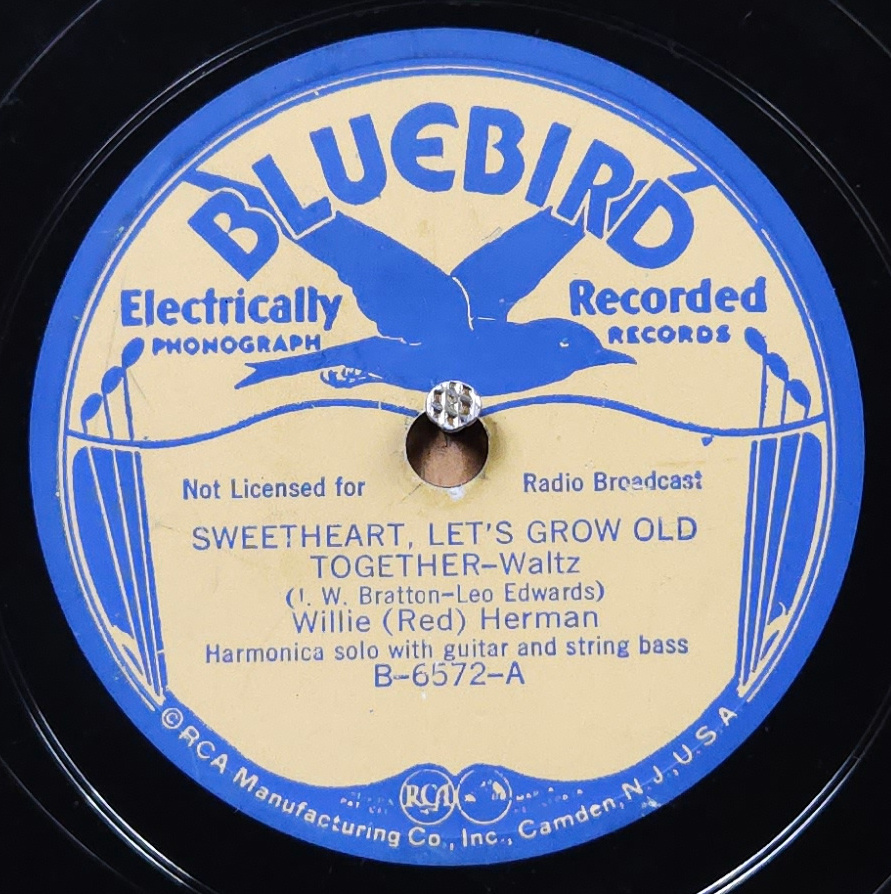 BLUEBIRD
Electrically Recorded
PHONOGRAPH RECORDS
Not Licensed for Radio Broadcast
SWEETHEART, LET'S GROW OLD
TOGETHER–Waltz
(J. W. Bratton–Leo Edwards)
Willie (Red) Herman
Harmonica solo with guitar and string bass
B–6572–A
RCA
©RCA Manufacturing Co., Inc., Camden, N.J., U.S.A